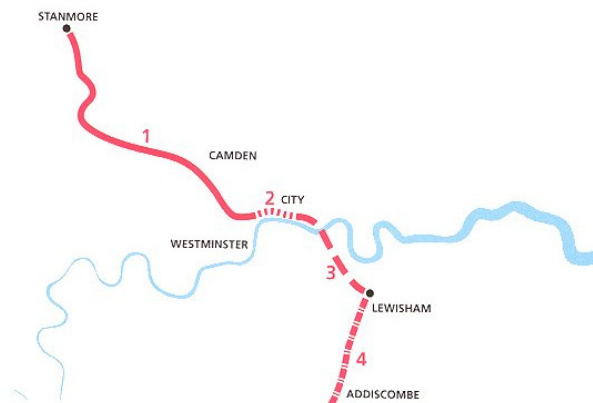 STANMORE
1
CAMDEN
2 CITY
WESTMINSTER
3
LEWISHAM
4
ADDISCOMBE